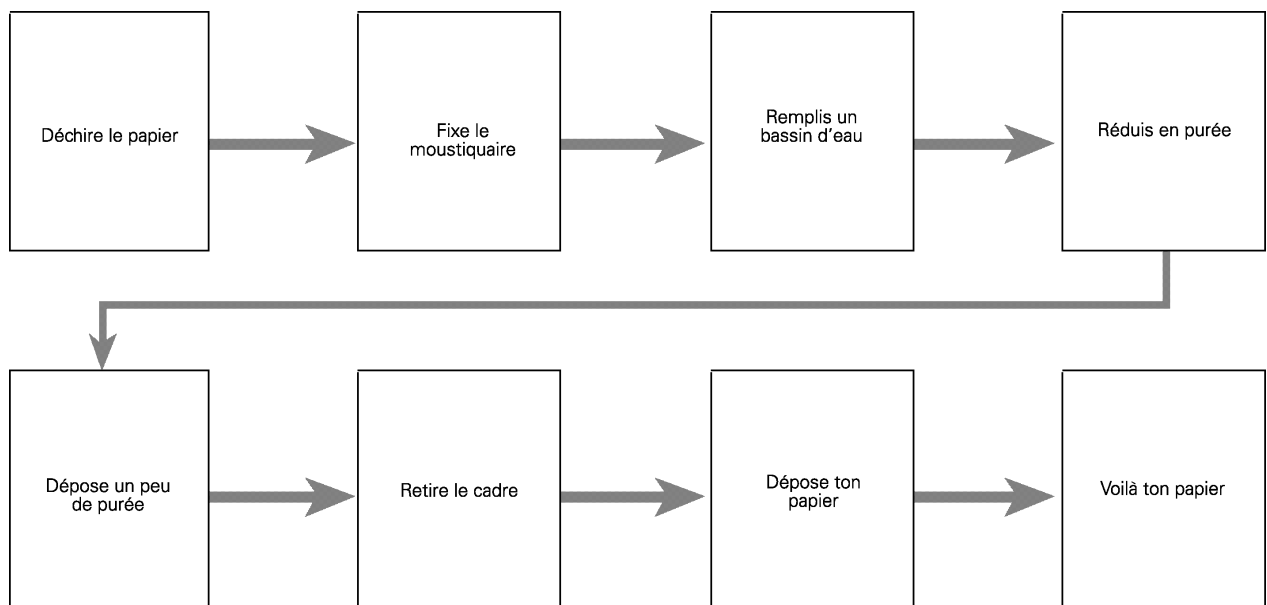 Déchire le papier
Fixe le
moustiquaire
Remplis un
bassin d'eau
Réduis en purée
Dépose un peu
de purée
Retire le cadre
Dépose ton
papier
Voilà ton papier